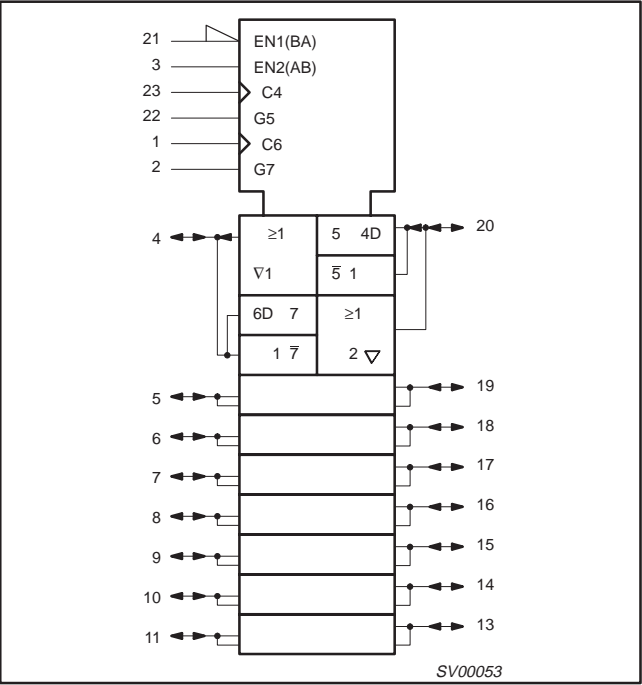 21 EN1(BA)
3 EN2(AB)
23 C4
22 G5
1 C6
2 G7
4 ≥1 5 4D 20
∇1 5̅ 1
6D 7 ≥1
1 7̅ 2 ▽
5 19
6 18
7 17
8 16
9 15
10 14
11 13
SV00053